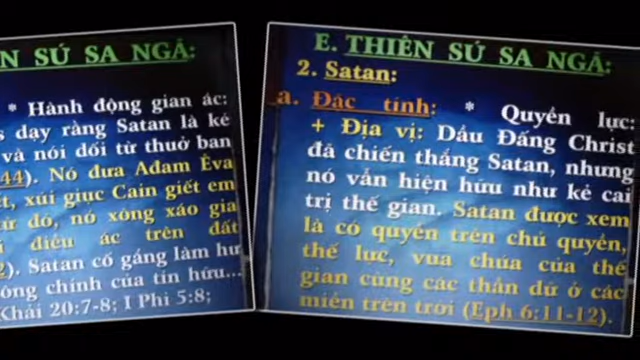 N SỨ SA NGÃ:
* Hành động gian ác:
dạy rằng Satan là kẻ
và nói dối từ thuở ban
44). Nó đưa Ađam Êva
xúi giục Cain giết em
đó, nó xông xáo gia
điều ác trên đất
2). Satan cố gắng làm hư
ông chính của tín hữu...
Khải 20:7-8; I Phi 5:8;
E. THIÊN SỨ SA NGÃ:
2. Satan:
a. Đặc tính: * Quyền lực:
+ Địa vị: Dầu Đấng Christ
đã chiến thắng Satan, nhưng
nó vẫn hiện hữu như kẻ cai
trị thế gian. Satan được xem
là có quyền trên chủ quyền,
thế lực, vua chúa của thế
gian cùng các thần dữ ở các
miền trên trời (Eph 6:11-12).